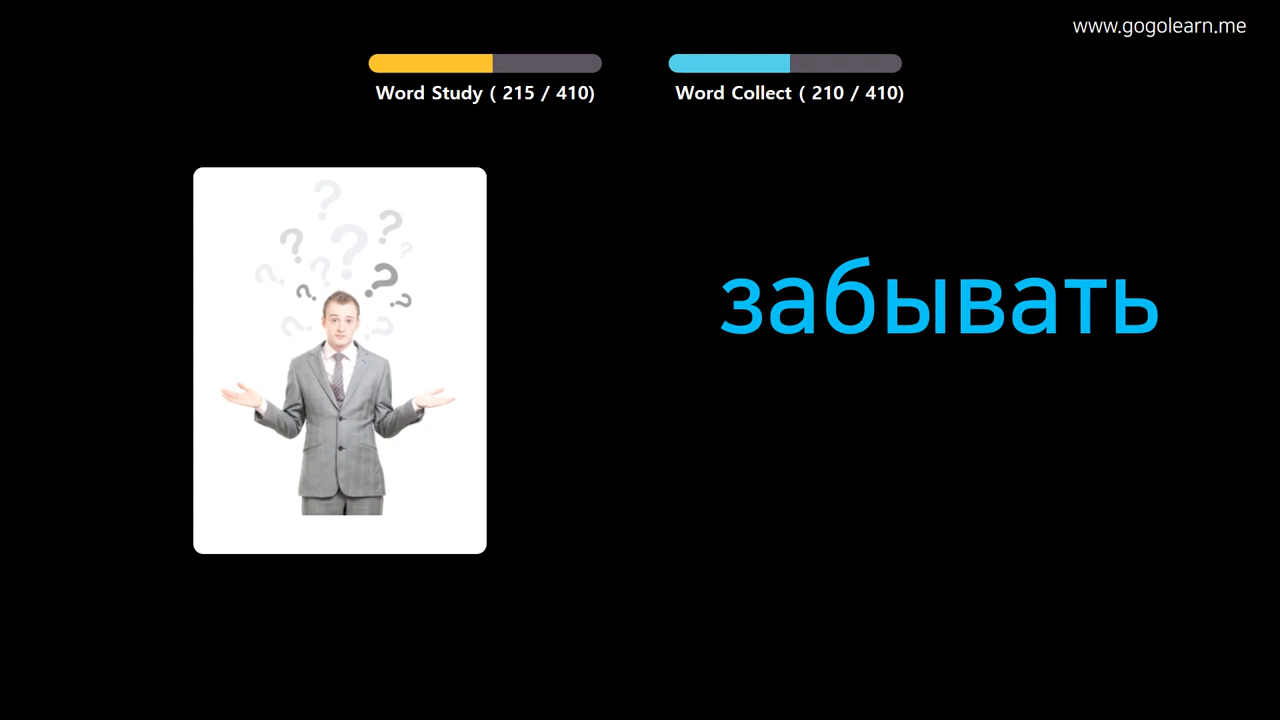 www.gogolearn.me
Word Study ( 215 / 410)
Word Collect ( 210 / 410)
? ? ? ? ? ? ? ? ? ? ? ?
забывать